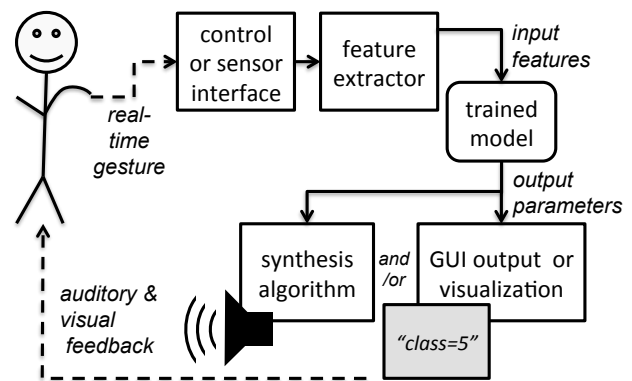 control
or sensor
interface
feature
extractor
input
features
real-
time
gesture
trained
model
output
parameters
synthesis
algorithm
and
/or
GUI output or
visualization
auditory &
visual
feedback
“class=5”